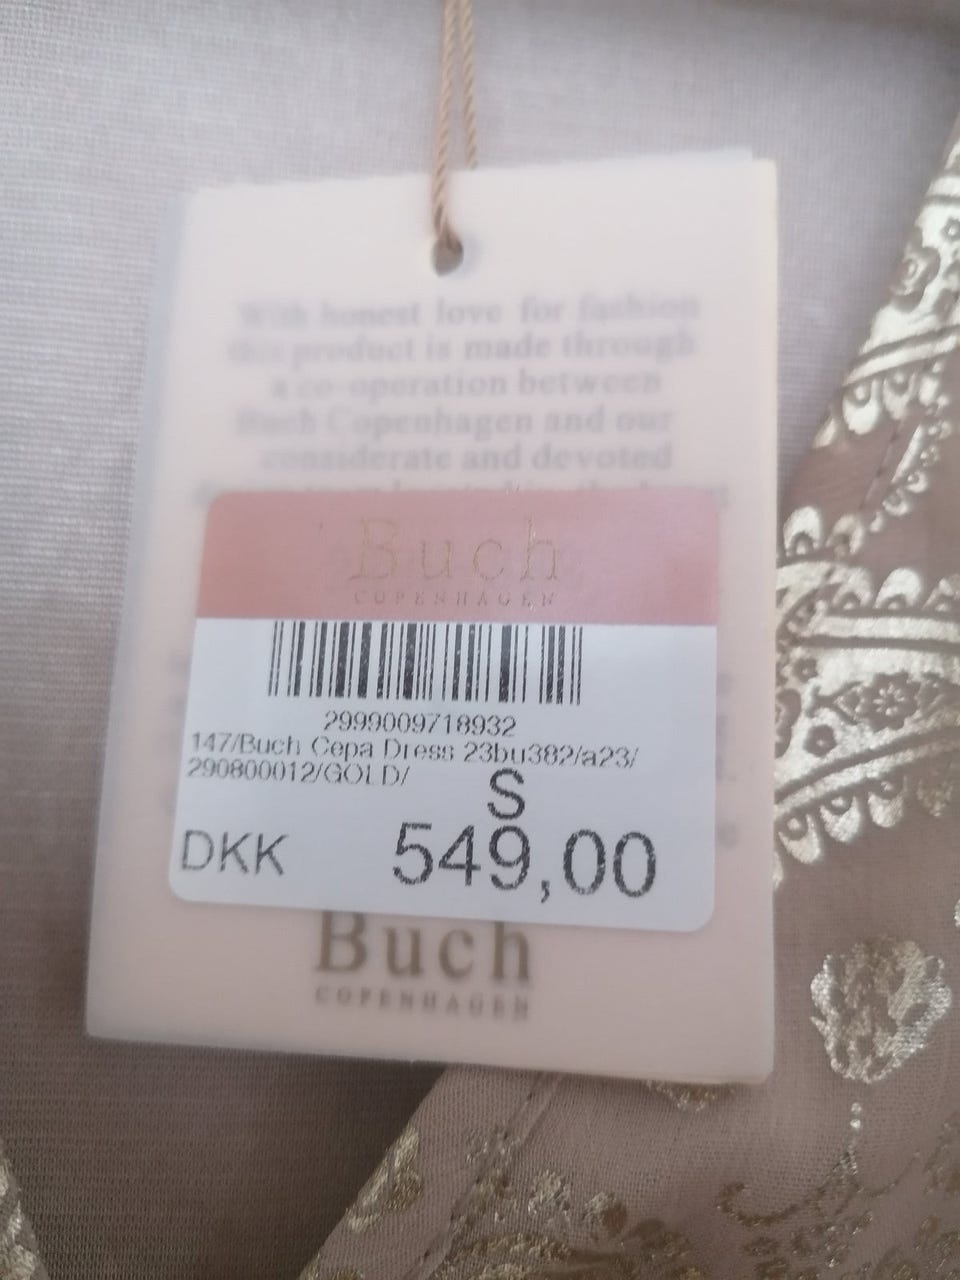 With honest love for fashion
this product is made through
a co-operation between
Buch Copenhagen and our
considerate and devoted
Buch
COPENHAGEN
2999009718932
147/Buch Cepa Dress 23bu382/a23/
290800012/GOLD/
S
DKK 549,00
Buch
COPENHAGEN